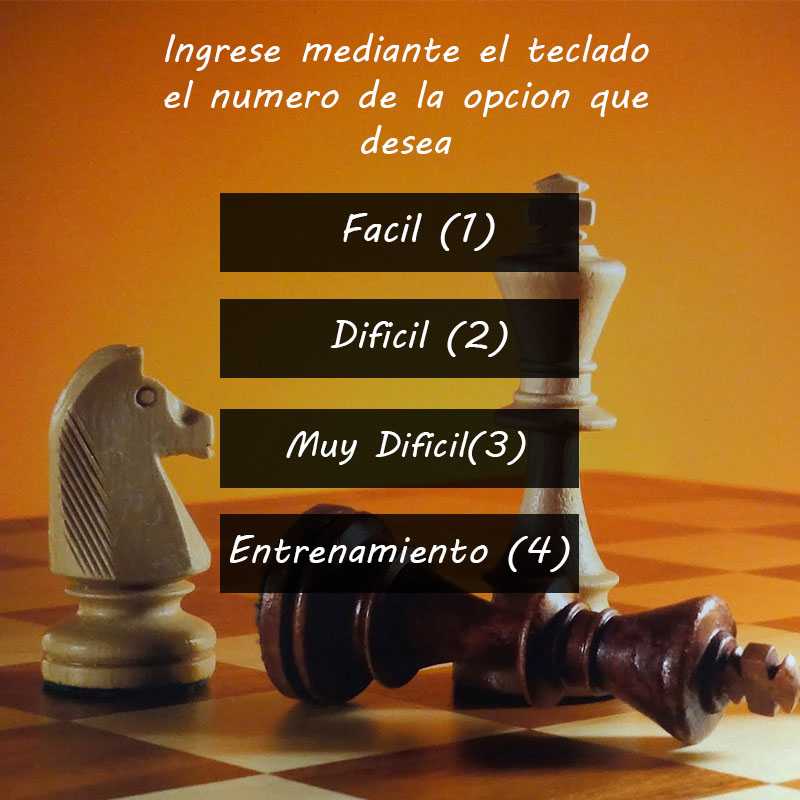 Ingrese mediante el teclado
el numero de la opcion que
desea
Facil (1)
Dificil (2)
Muy Dificil(3)
Entrenamiento (4)